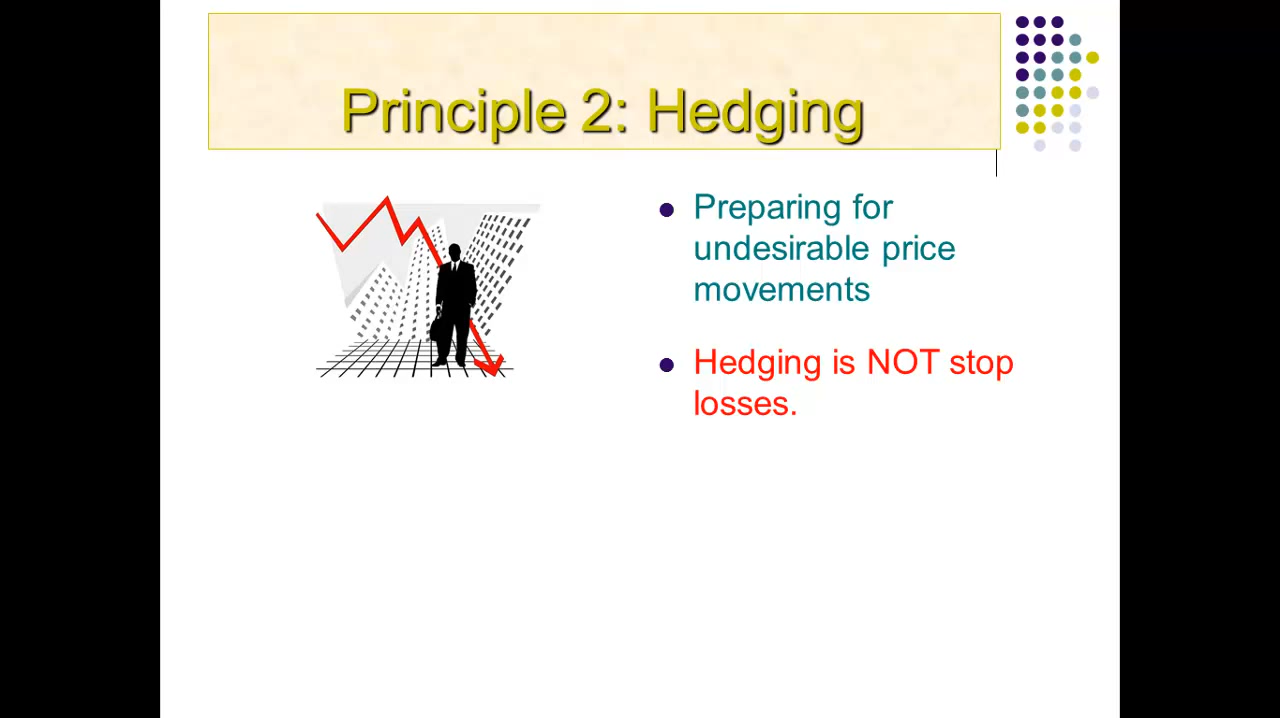 Principle 2: Hedging
Preparing for
undesirable price
movements
Hedging is NOT stop
losses.